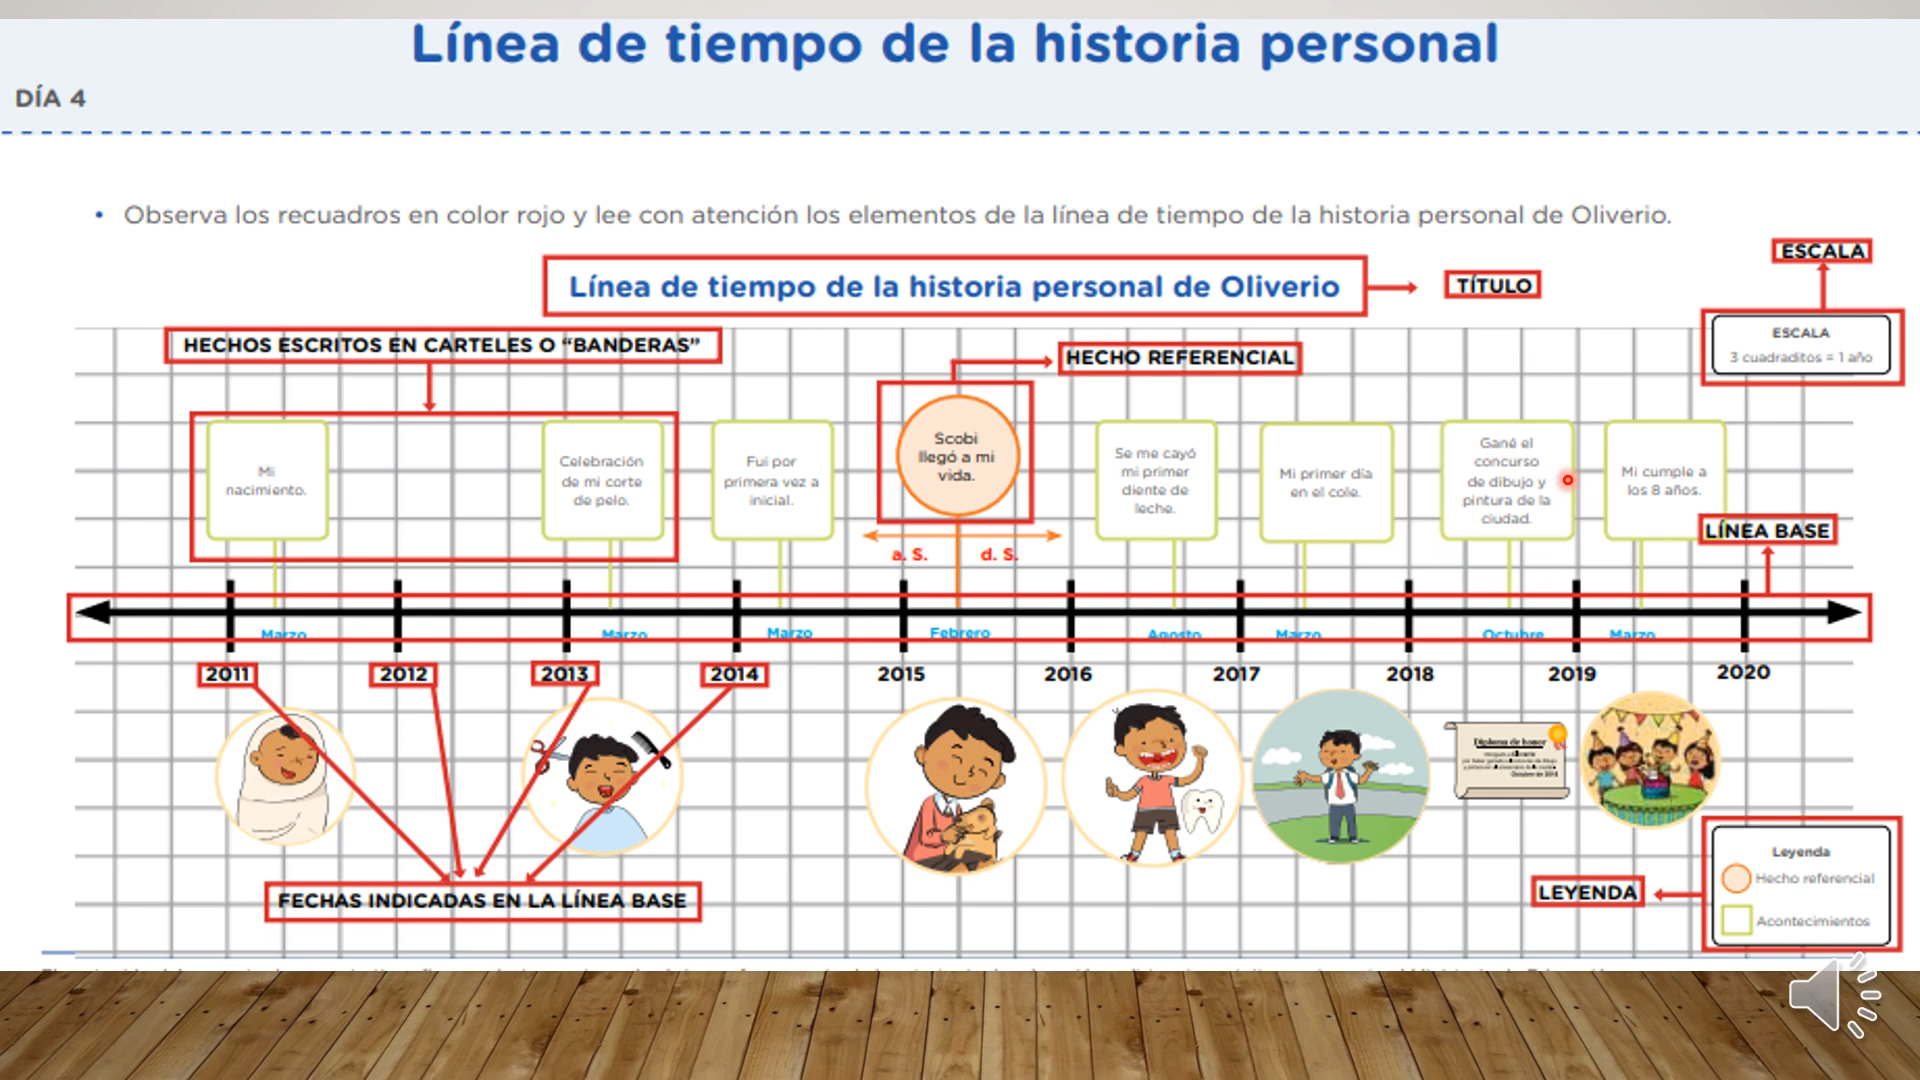 Línea de tiempo de la historia personal
DÍA 4
• Observa los recuadros en color rojo y lee con atención los elementos de la línea de tiempo de la historia personal de Oliverio.
ESCALA
Línea de tiempo de la historia personal de Oliverio
TÍTULO
ESCALA
3 cuadraditos = 1 año
HECHOS ESCRITOS EN CARTELES O “BANDERAS”
HECHO REFERENCIAL
Mi
nacimiento.
Celebración
de mi corte
de pelo.
Fui por
primera vez a
inicial.
Scobi
llegó a mi
vida.
Se me cayó
mi primer
diente de
leche.
Mi primer día
en el cole.
Gané el
concurso
de dibujo y
pintura de la
ciudad.
Mi cumple a
los 8 años.
LÍNEA BASE
a. S. d. S.
Marzo Marzo Marzo Febrero Agosto Marzo Octubre Marzo
2011 2012 2013 2014 2015 2016 2017 2018 2019 2020
Diploma de honor
Octubre de 2018
Leyenda
Hecho referencial
Acontecimientos
LEYENDA
FECHAS INDICADAS EN LA LÍNEA BASE